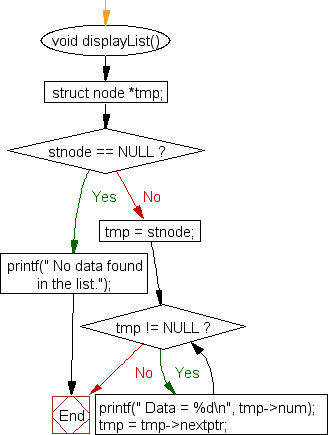 void displayList()
struct node *tmp;
stnode == NULL ?
Yes
No
tmp = stnode;
printf(" No data found
in the list.");
tmp != NULL ?
No
Yes
End
printf(" Data = %d\n", tmp->num);
tmp = tmp->nextptr;